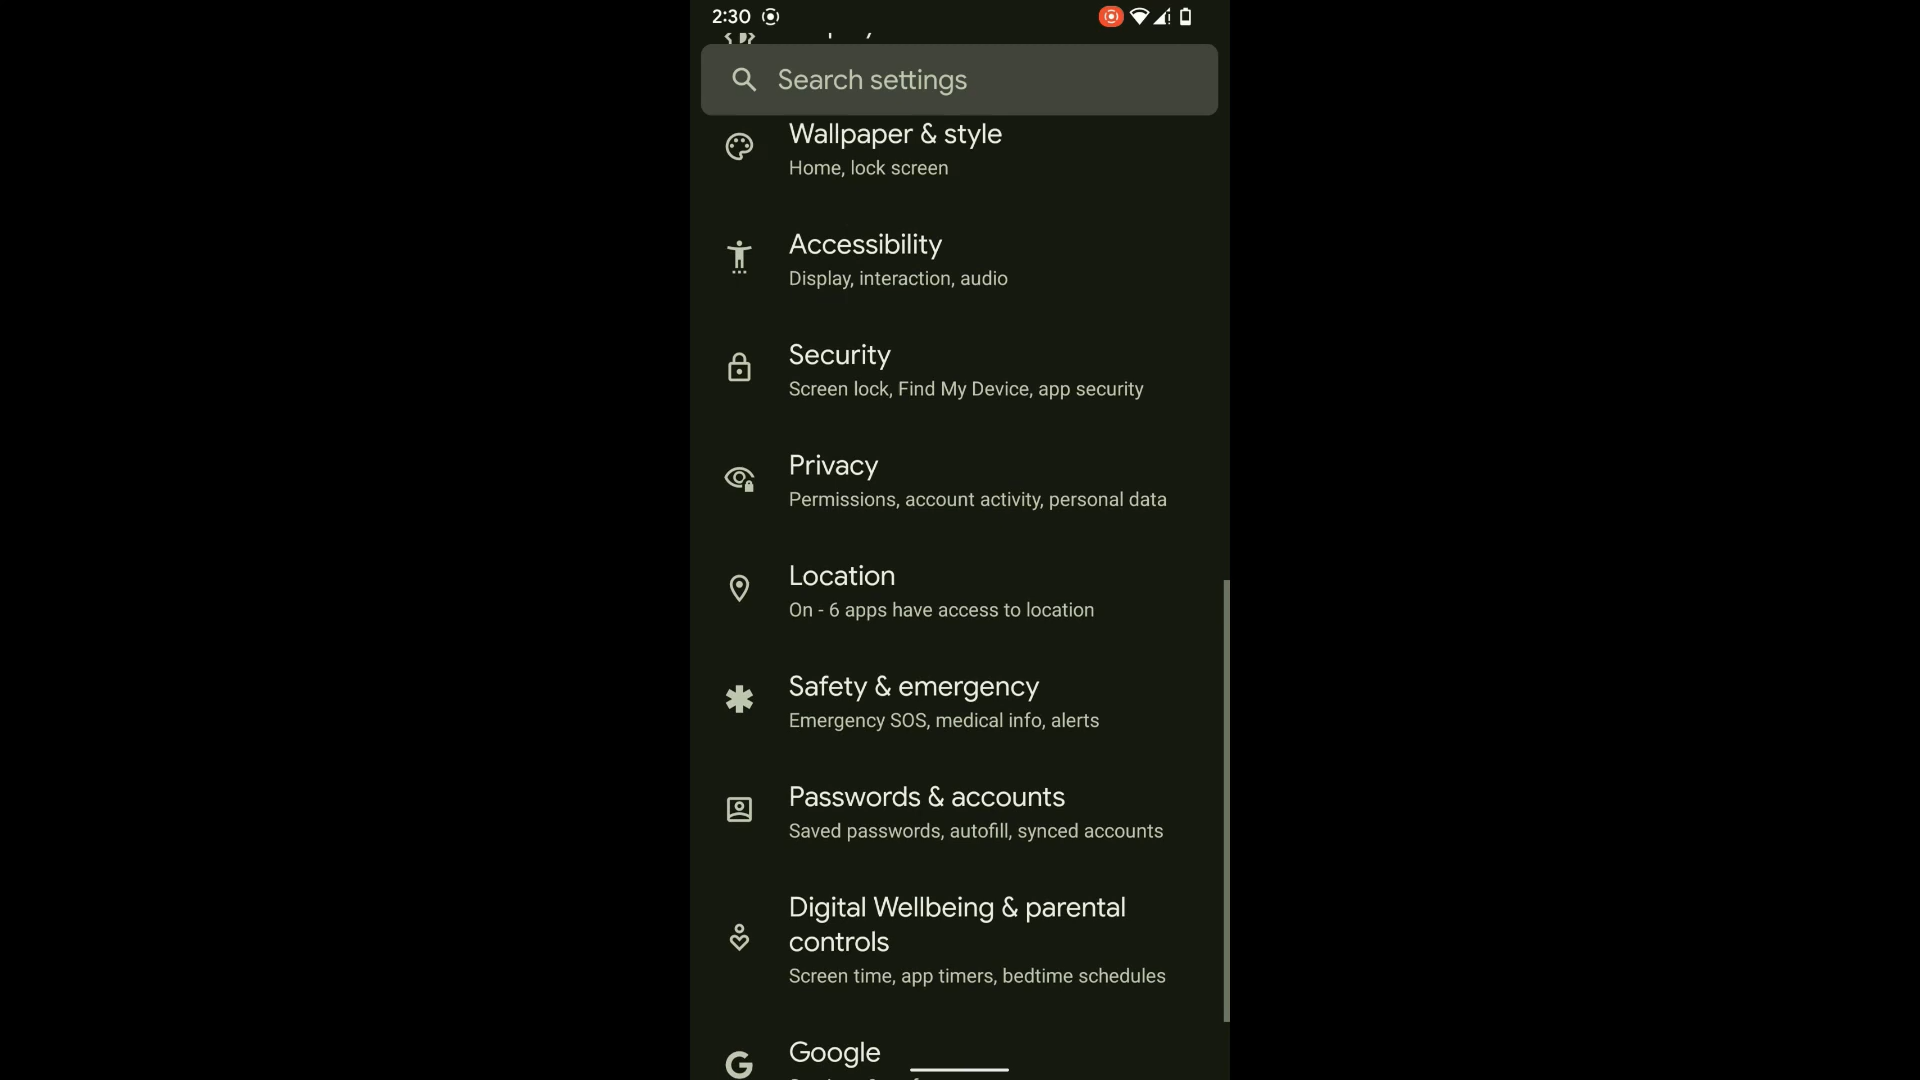 2:30
Search settings
Wallpaper & style
Home, lock screen
Accessibility
Display, interaction, audio
Security
Screen lock, Find My Device, app security
Privacy
Permissions, account activity, personal data
Location
On - 6 apps have access to location
Safety & emergency
Emergency SOS, medical info, alerts
Passwords & accounts
Saved passwords, autofill, synced accounts
Digital Wellbeing & parental
controls
Screen time, app timers, bedtime schedules
Google